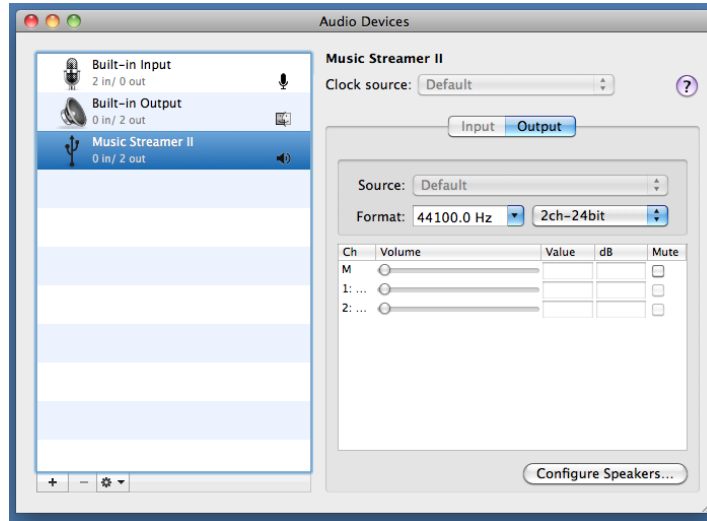 Audio Devices
Built-in Input
2 in/ 0 out
Built-in Output
0 in/ 2 out
Music Streamer II
0 in/ 2 out
+ −
Music Streamer II
Clock source: Default
?
Input Output
Source: Default
Format: 44100.0 Hz 2ch-24bit
Ch Volume Value dB Mute
M
1: ...
2: ...
Configure Speakers...